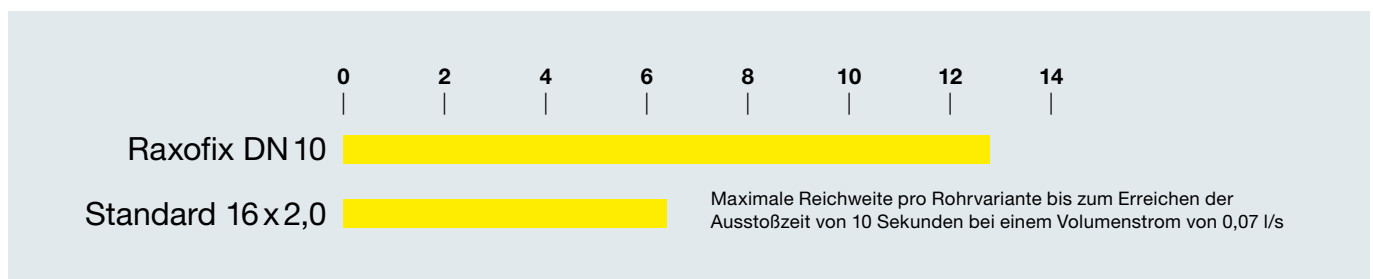 0 2 4 6 8 10 12 14
Raxofix DN 10
Standard 16 x 2,0
Maximale Reichweite pro Rohrvariante bis zum Erreichen der
Ausstoßzeit von 10 Sekunden bei einem Volumenstrom von 0,07 l/s